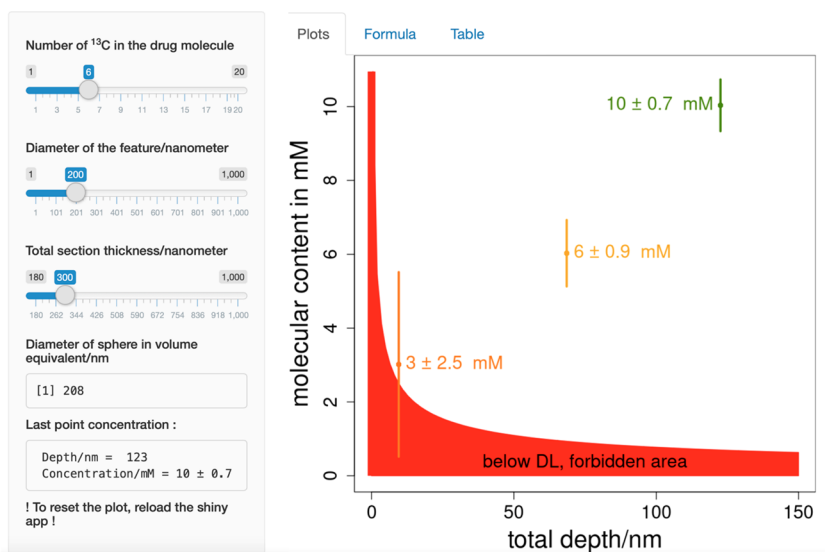 Number of ¹³C in the drug molecule
1 6 20
1 3 5 7 9 11 13 15 17 19 20
Diameter of the feature/nanometer
1 200 1,000
1 101 201 301 401 501 601 701 801 901 1,000
Total section thickness/nanometer
180 300 1,000
180 262 344 426 508 590 672 754 836 918 1,000
Diameter of sphere in volume
equivalent/nm
[1] 208
Last point concentration :
Depth/nm = 123
Concentration/mM = 10 ± 0.7
! To reset the plot, reload the shiny
app !
Plots Formula Table
molecular content in mM
10
8
6
4
2
0
10 ± 0.7 mM
6 ± 0.9 mM
3 ± 2.5 mM
below DL, forbidden area
0 50 100 150
total depth/nm